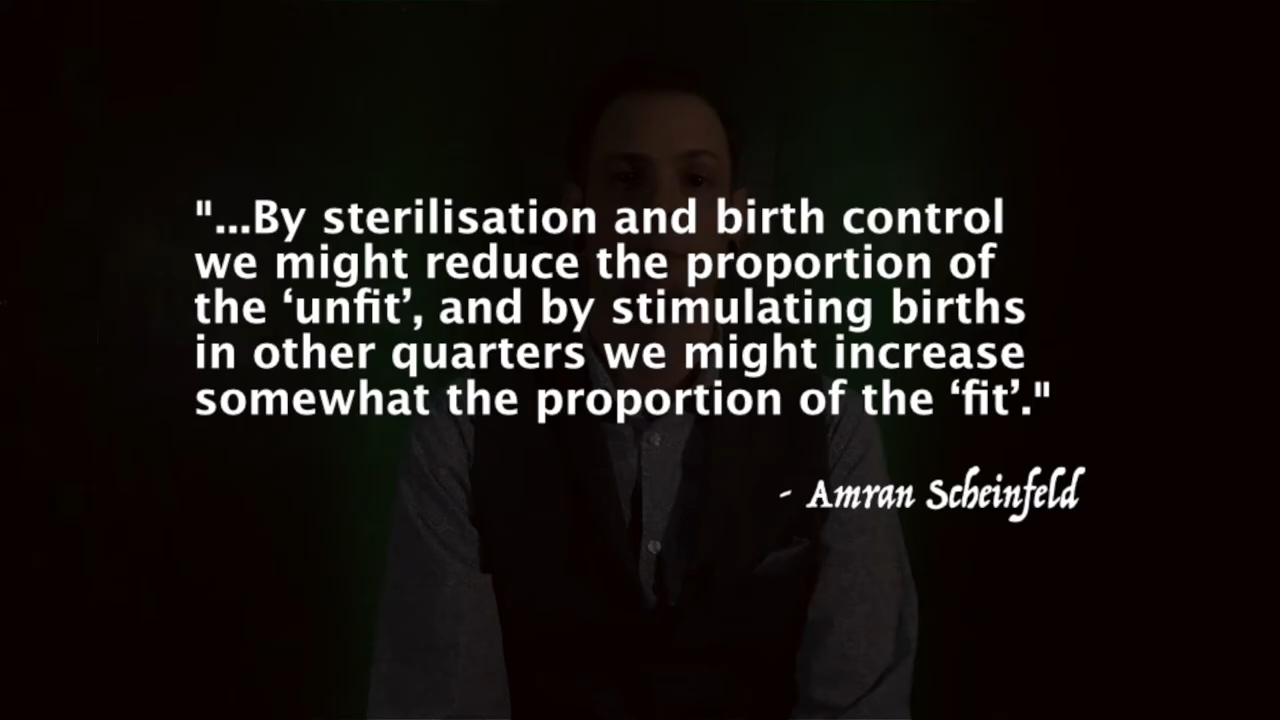 "...By sterilisation and birth control
we might reduce the proportion of
the ‘unfit’, and by stimulating births
in other quarters we might increase
somewhat the proportion of the ‘fit’."
- Amran Scheinfeld